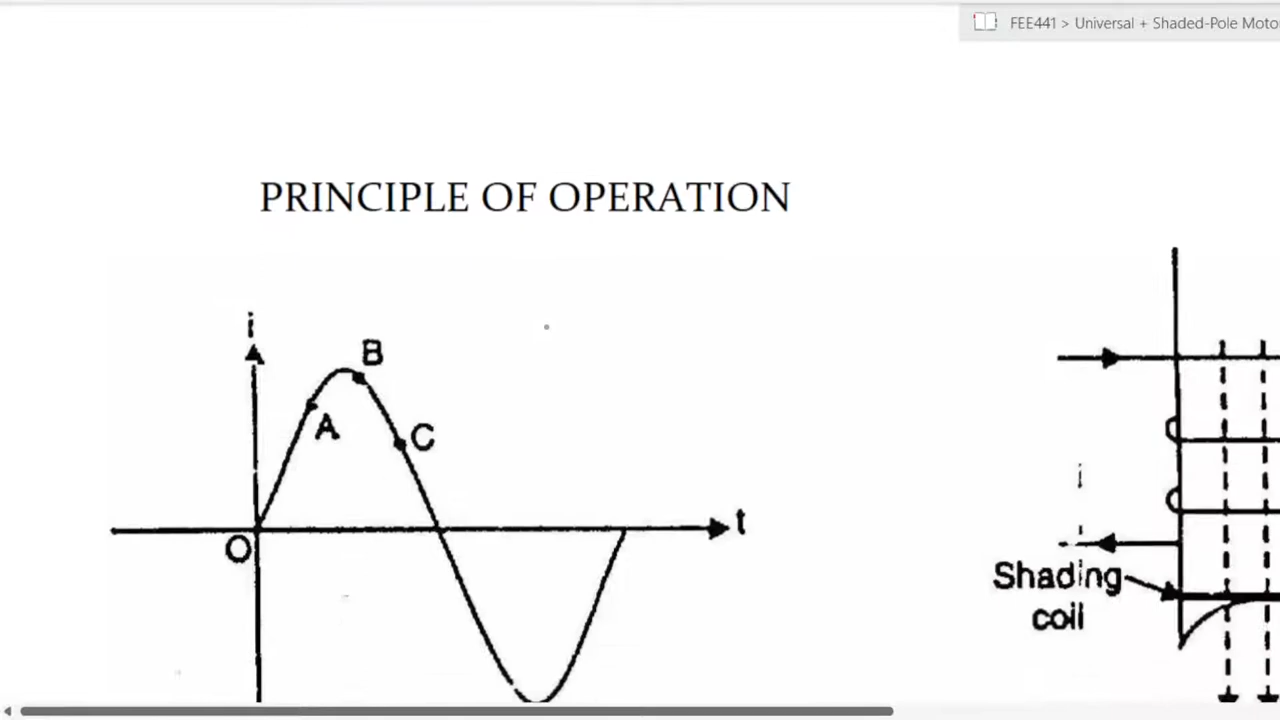 FEE441 > Universal + Shaded-Pole Moto
PRINCIPLE OF OPERATION
i
B
A
C
O
t
i
Shading
coil